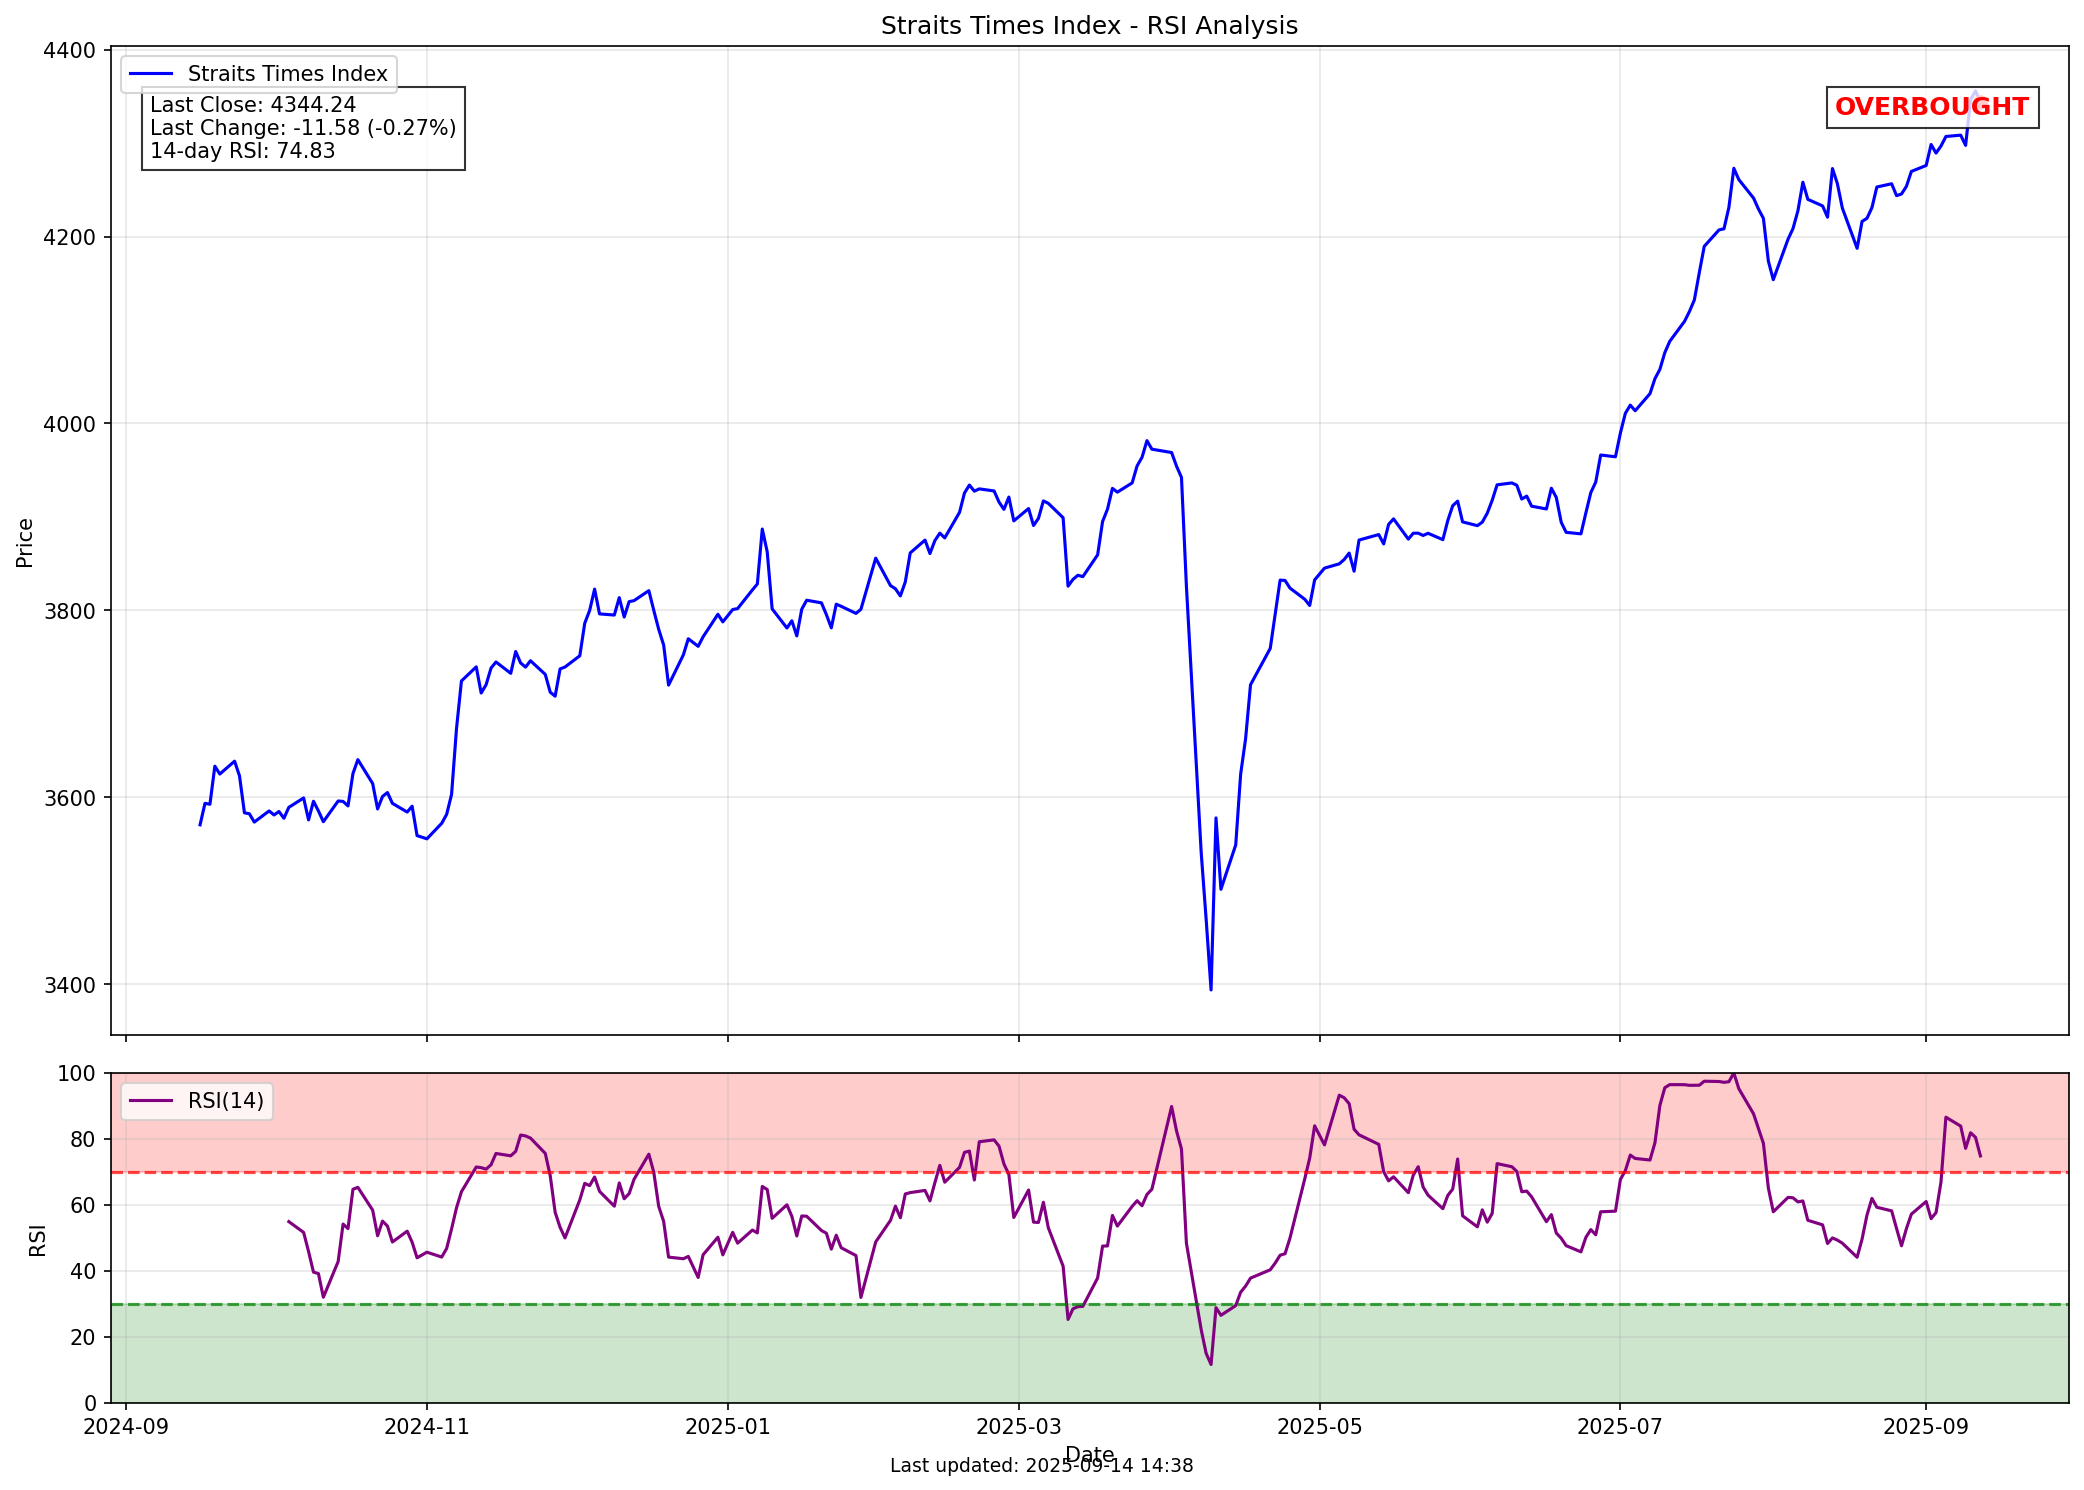 Straits Times Index - RSI Analysis
4400
4200
4000
3800
3600
3400
Price
Straits Times Index
Last Close: 4344.24
Last Change: -11.58 (-0.27%)
14-day RSI: 74.83
OVERBOUGHT
100
80
60
40
20
0
RSI
RSI(14)
2024-09 2024-11 2025-01 2025-03 2025-05 2025-07 2025-09
Date
Last updated: 2025-09-14 14:38